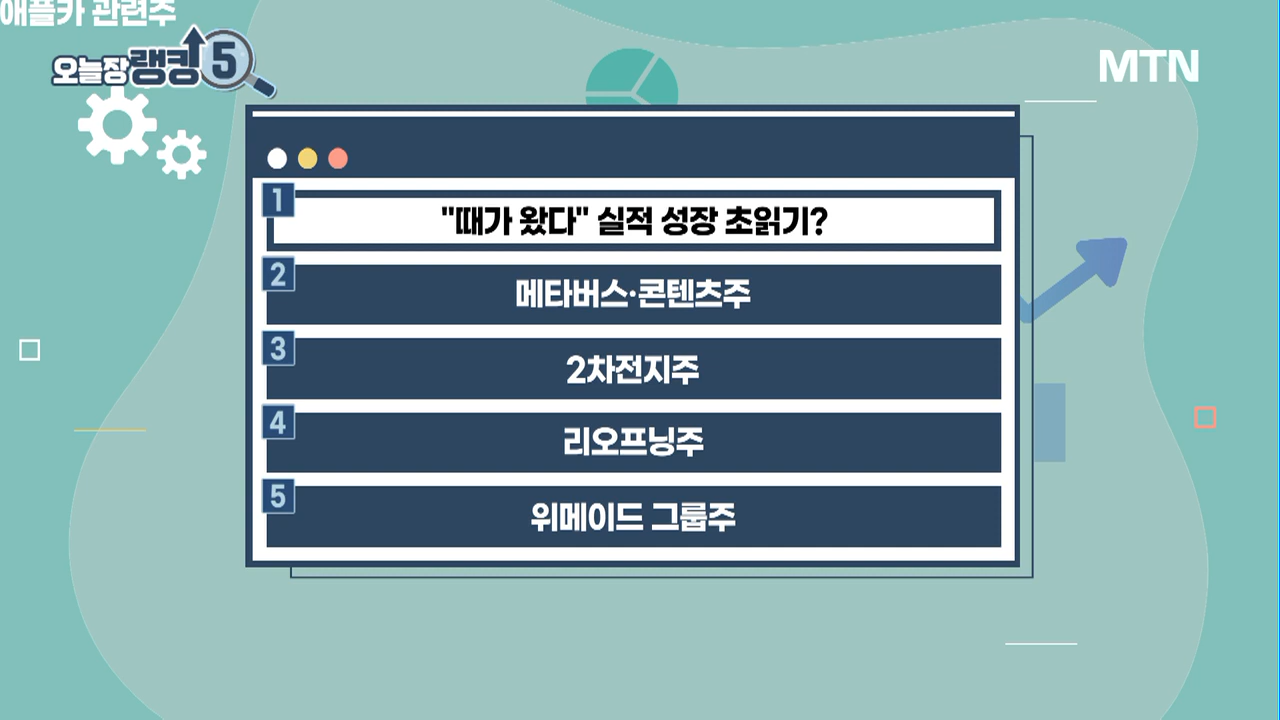 애플카 관련주
오늘장 랭킹 5
MTN
1
"때가 왔다" 실적 성장 초읽기?
2
메타버스·콘텐츠주
3
2차전지주
4
리오프닝주
5
위메이드 그룹주